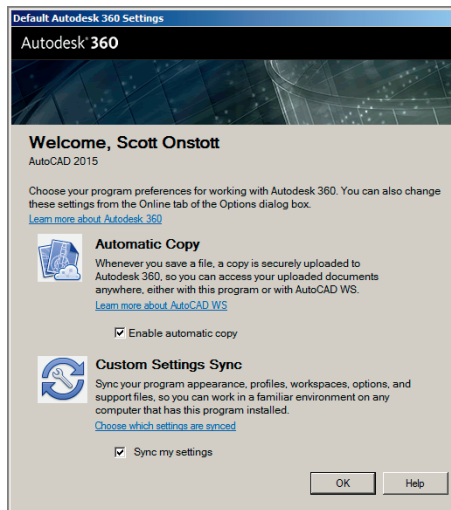 Default Autodesk 360 Settings
Autodesk® 360
Welcome, Scott Onstott
AutoCAD 2015
Choose your program preferences for working with Autodesk 360. You can also change
these settings from the Online tab of the Options dialog box.
Learn more about Autodesk 360
Automatic Copy
Whenever you save a file, a copy is securely uploaded to
Autodesk 360, so you can access your uploaded documents
anywhere, either with this program or with AutoCAD WS.
Learn more about AutoCAD WS
Enable automatic copy
Custom Settings Sync
Sync your program appearance, profiles, workspaces, options, and
support files, so you can work in a familiar environment on any
computer that has this program installed.
Choose which settings are synced
Sync my settings
OK Help